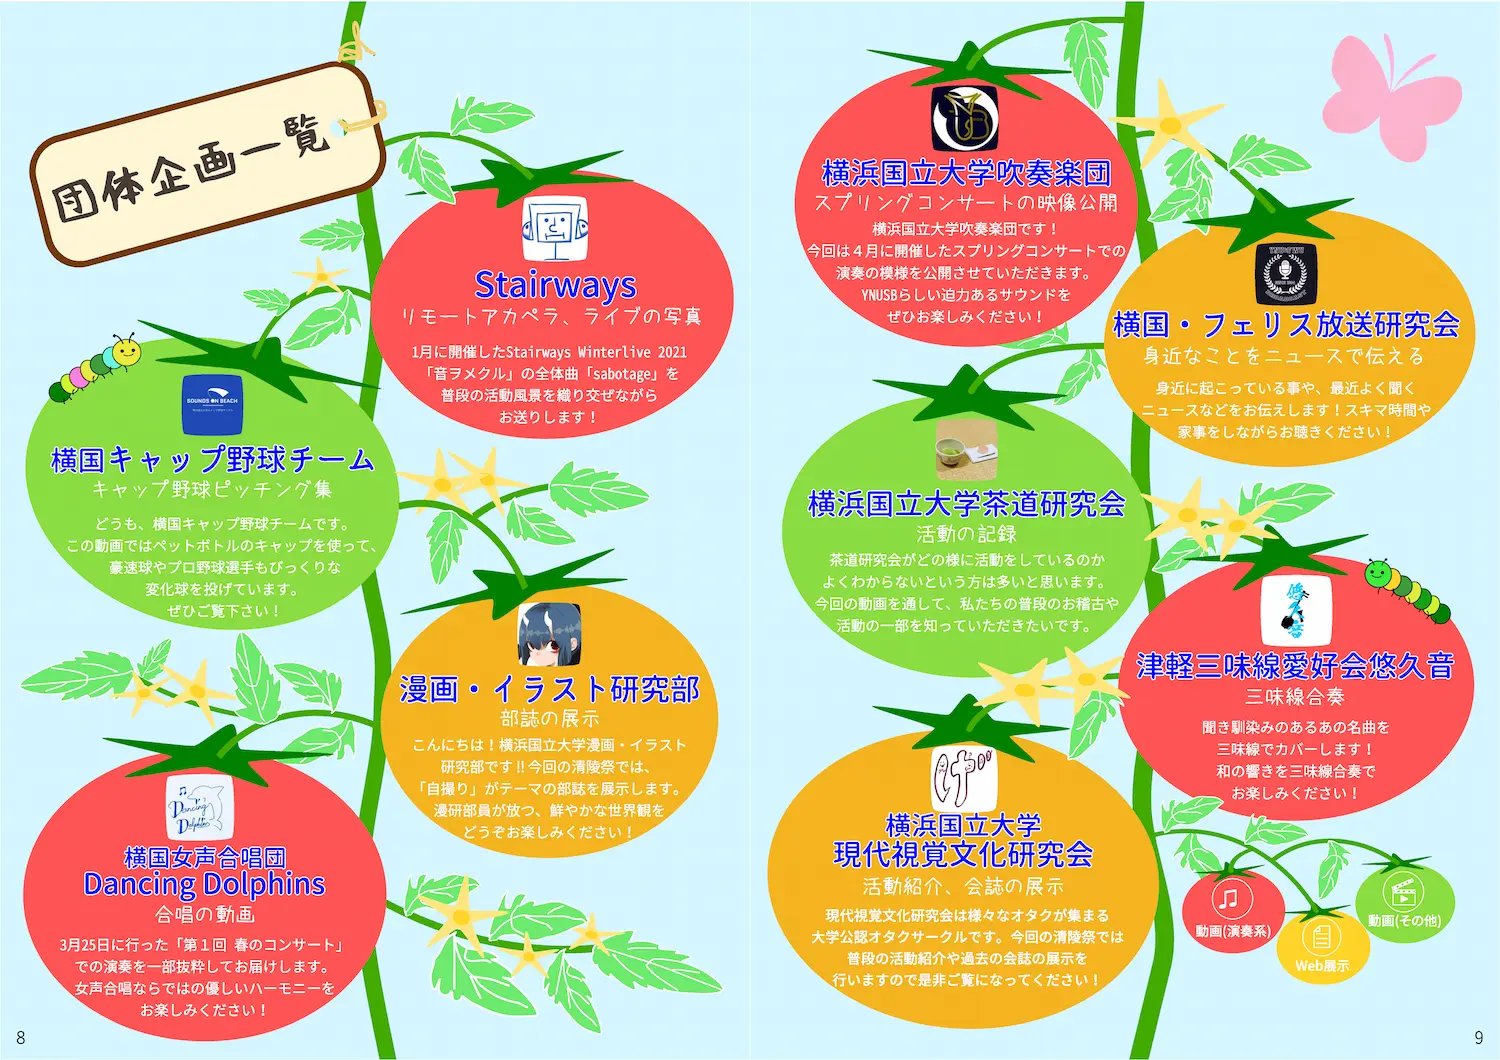 団体企画一覧
Stairways
リモートアカペラ、ライブの写真
1月に開催したStairways Winterlive 2021
「音ヲメクル」の全体曲「sabotage」を
普段の活動風景を織り交ぜながら
お送りします！
SOUNDS ON BEACH
横国キャップ野球チーム
キャップ野球ピッチング集
どうも、横国キャップ野球チームです。
この動画ではペットボトルのキャップを使って、
豪速球やプロ野球選手もびっくりな
変化球を投げています。
ぜひご覧下さい！
漫画・イラスト研究部
部誌の展示
こんにちは！横浜国立大学漫画・イラスト
研究部です‼今回の清陵祭では、
「自撮り」がテーマの部誌を展示します。
漫研部員が放つ、鮮やかな世界観を
どうぞお楽しみください！
Dancing
Dolphins
横国女声合唱団
Dancing Dolphins
合唱の動画
3月25日に行った「第１回 春のコンサート」
での演奏を一部抜粋してお届けします。
女声合唱ならではの優しいハーモニーを
お楽しみください！
8
横浜国立大学吹奏楽団
スプリングコンサートの映像公開
横浜国立大学吹奏楽団です！
今回は４月に開催したスプリングコンサートでの
演奏の模様を公開させていただきます。
YNUSBらしい迫力あるサウンドを
ぜひお楽しみください！
横国・フェリス放送研究会
身近なことをニュースで伝える
身近に起こっている事や、最近よく聞く
ニュースなどをお伝えします！スキマ時間や
家事をしながらお聴きください！
横浜国立大学茶道研究会
活動の記録
茶道研究会がどの様に活動をしているのか
よくわからないという方は多いと思います。
今回の動画を通して、私たちの普段のお稽古や
活動の一部を知っていただきたいです。
悠久音
津軽三味線愛好会悠久音
三味線合奏
聞き馴染みのあるあの名曲を
三味線でカバーします！
和の響きを三味線合奏で
お楽しみください！
げ
横浜国立大学
現代視覚文化研究会
活動紹介、会誌の展示
現代視覚文化研究会は様々なオタクが集まる
大学公認オタクサークルです。今回の清陵祭では
普段の活動紹介や過去の会誌の展示を
行いますので是非ご覧になってください！
動画(演奏系)
Web展示
動画(その他)
9